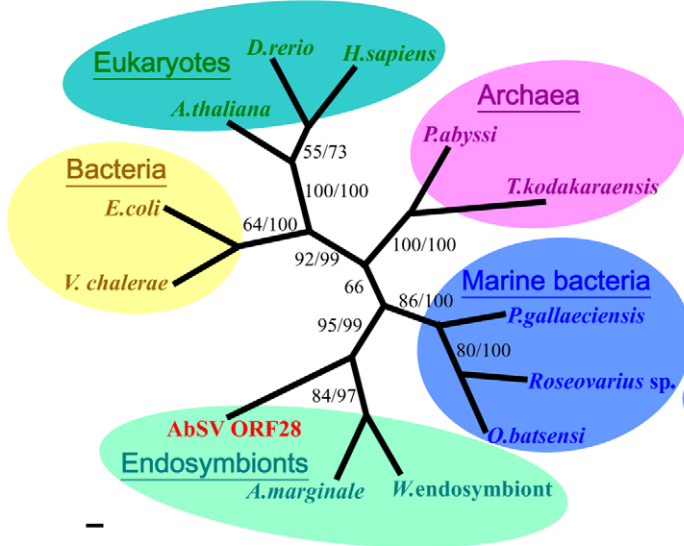 Eukaryotes
D.rerio
H.sapiens
A.thaliana
Archaea
P.abyssi
T.kodakaraensis
Bacteria
E.coli
V. chalerae
55/73
100/100
64/100
92/99
100/100
66
Marine bacteria
86/100
P.gallaeciensis
95/99
80/100
Roseovarius sp.
84/97
AbSV ORF28
O.batsensi
Endosymbionts
A.marginale
W.endosymbiont